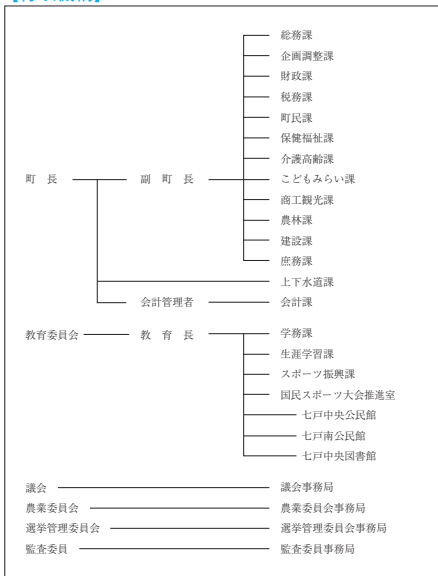 総務課
企画調整課
財政課
税務課
町民課
保健福祉課
介護高齢課
町長 副町長 こどもみらい課
商工観光課
農林課
建設課
庶務課
上下水道課
会計管理者 会計課
教育委員会 教育長 学務課
生涯学習課
スポーツ振興課
国民スポーツ大会推進室
七戸中央公民館
七戸南公民館
七戸中央図書館
議会 議会事務局
農業委員会 農業委員会事務局
選挙管理委員会 選挙管理委員会事務局
監査委員 監査委員事務局